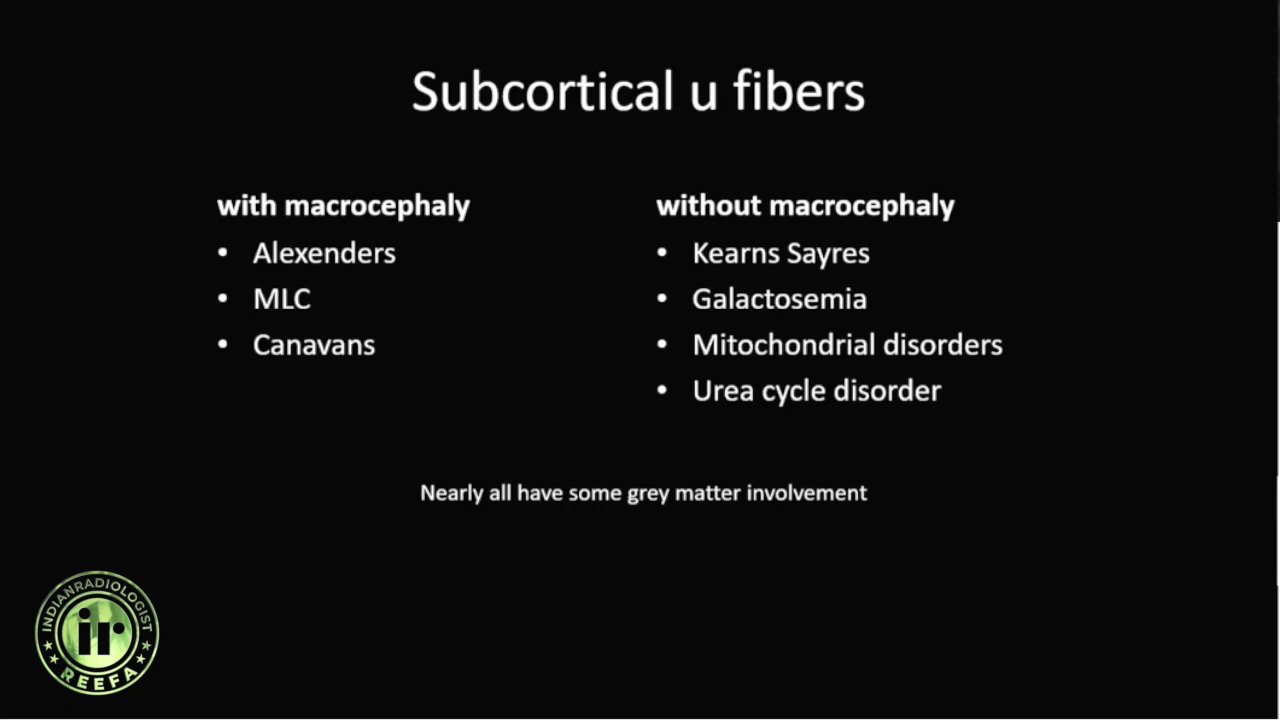 Subcortical u fibers
with macrocephaly
• Alexenders
• MLC
• Canavans
without macrocephaly
• Kearns Sayres
• Galactosemia
• Mitochondrial disorders
• Urea cycle disorder
Nearly all have some grey matter involvement
INDIANRADIOLOGIST
ir
REEFA